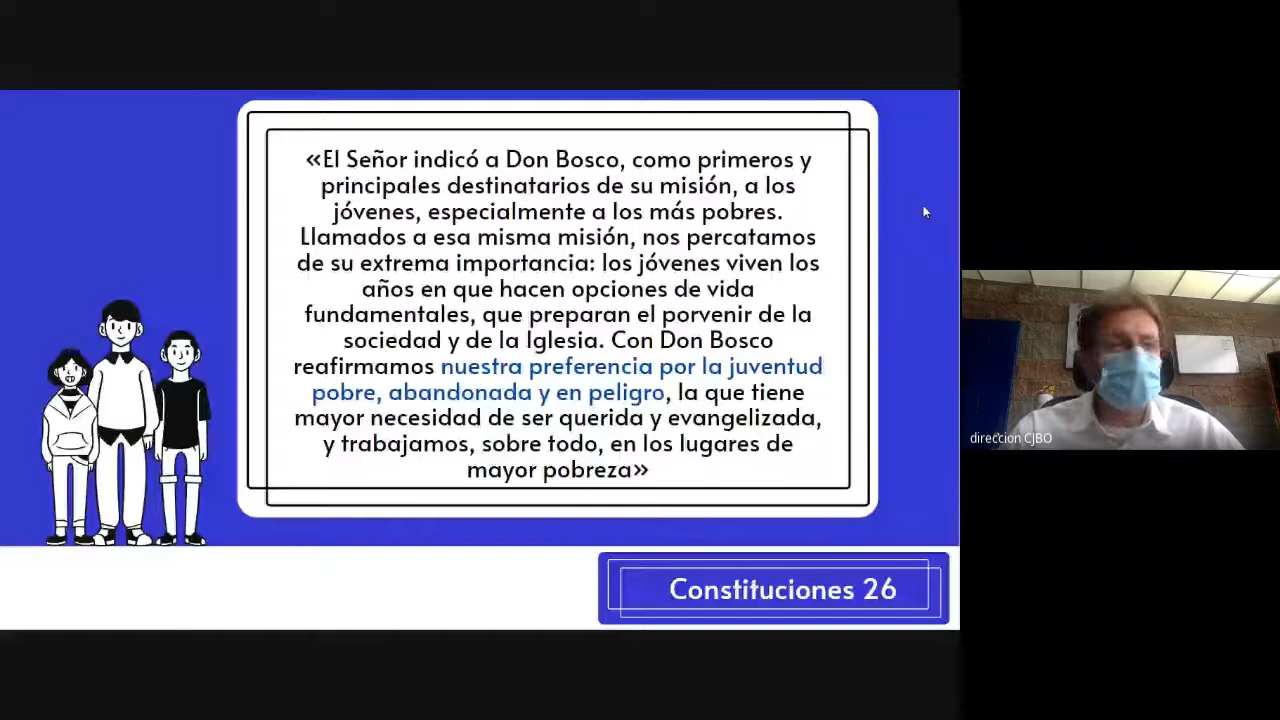 «El Señor indicó a Don Bosco, como primeros y
principales destinatarios de su misión, a los
jóvenes, especialmente a los más pobres.
Llamados a esa misma misión, nos percatamos
de su extrema importancia: los jóvenes viven los
años en que hacen opciones de vida
fundamentales, que preparan el porvenir de la
sociedad y de la Iglesia. Con Don Bosco
reafirmamos nuestra preferencia por la juventud
pobre, abandonada y en peligro, la que tiene
mayor necesidad de ser querida y evangelizada,
y trabajamos, sobre todo, en los lugares de
mayor pobreza»
Constituciones 26
direccion CJBO